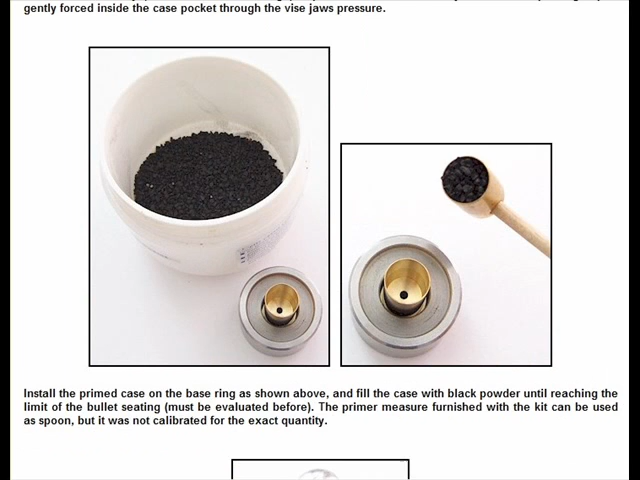 gently forced inside the case pocket through the vise jaws pressure.
Install the primed case on the base ring as shown above, and fill the case with black powder until reaching the
limit of the bullet seating (must be evaluated before). The primer measure furnished with the kit can be used
as spoon, but it was not calibrated for the exact quantity.